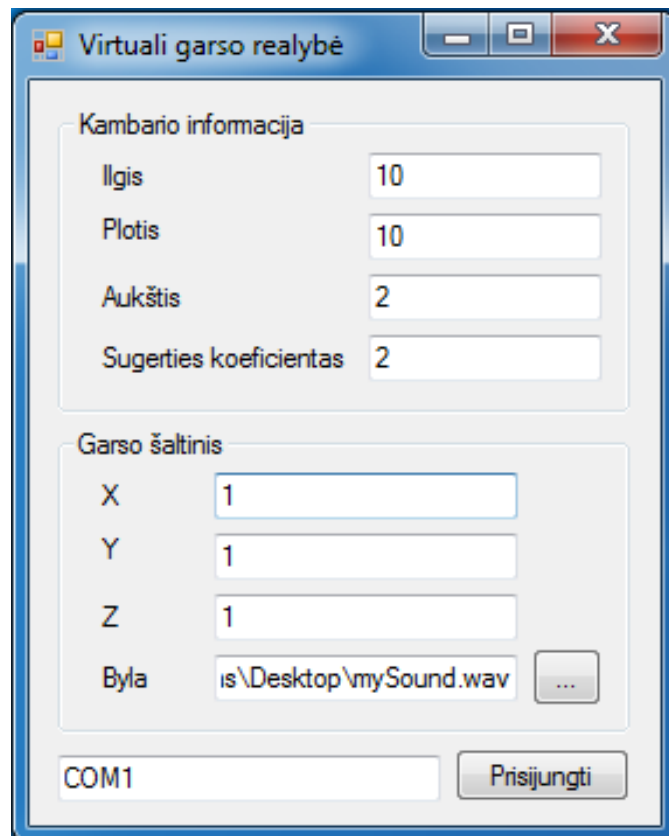 Virtuali garso realybė
Kambario informacija
Ilgis 10
Plotis 10
Aukštis 2
Sugerties koeficientas 2
Garso šaltinis
X 1
Y 1
Z 1
Byla \Desktop\mySound.wav ...
COM1 Prisijungti